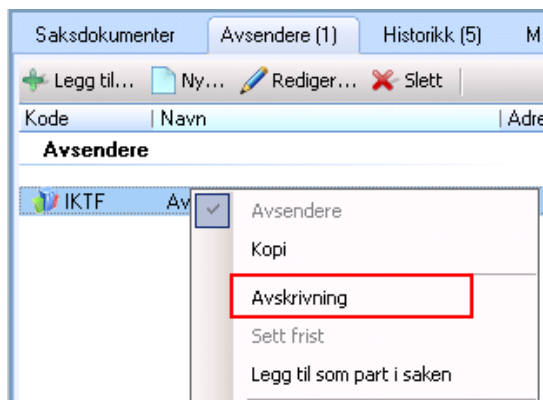 Saksdokumenter Avsendere (1) Historikk (5)
Legg til... Ny... Rediger... Slett
Kode Navn
Avsendere
IKTF
Avsendere
Kopi
Avskrivning
Sett frist
Legg til som part i saken